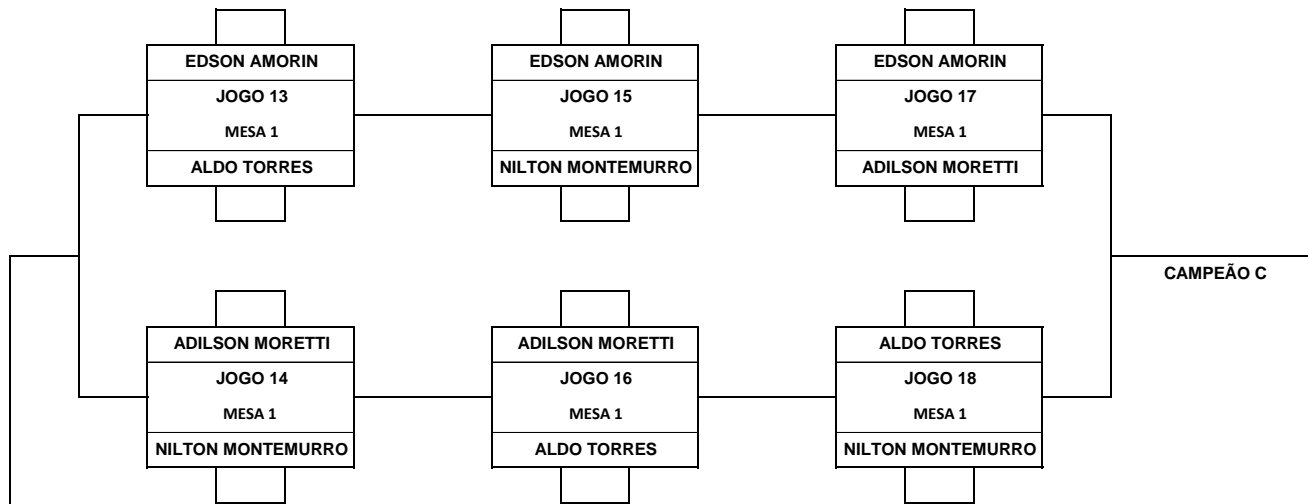 EDSON AMORIN
JOGO 13
MESA 1
ALDO TORRES
EDSON AMORIN
JOGO 15
MESA 1
NILTON MONTEMURRO
EDSON AMORIN
JOGO 17
MESA 1
ADILSON MORETTI
CAMPEÃO C
ADILSON MORETTI
JOGO 14
MESA 1
NILTON MONTEMURRO
ADILSON MORETTI
JOGO 16
MESA 1
ALDO TORRES
ALDO TORRES
JOGO 18
MESA 1
NILTON MONTEMURRO